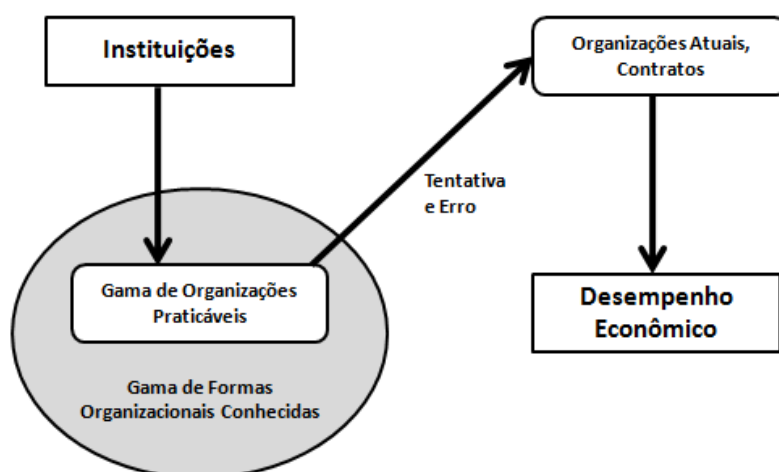 Instituições
Organizações Atuais,
Contratos
Tentativa
e Erro
Gama de Organizações
Praticáveis
Desempenho
Econômico
Gama de Formas
Organizacionais Conhecidas